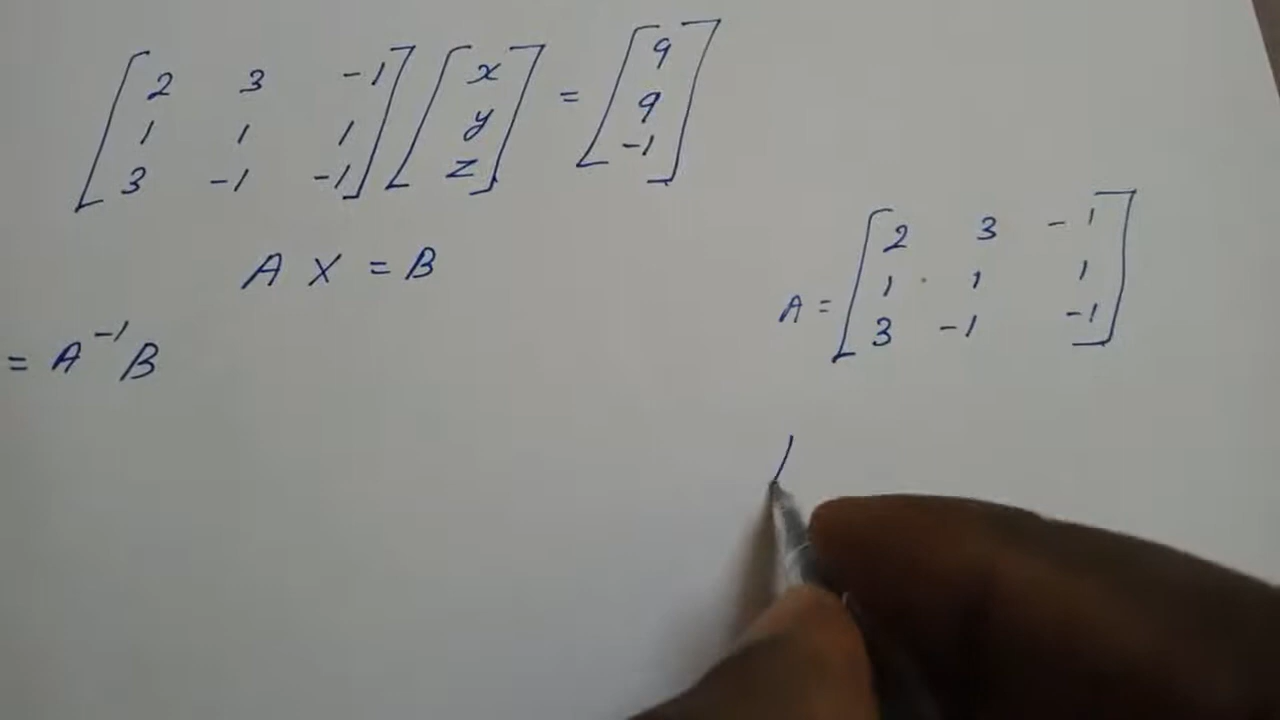 [2 3 -1] [x] = [9]
[1 1 1] [y] [9]
[3 -1 -1] [z] [-1]
A X = B
= A⁻¹ B
A = [2 3 -1]
[1 1 1]
[3 -1 -1]